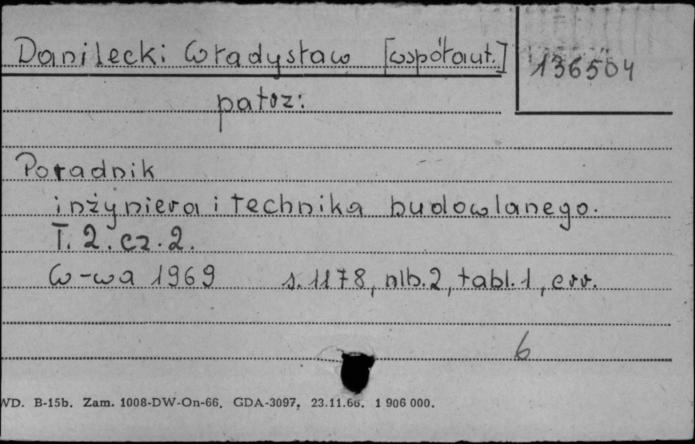 Danilecki Władysław [współaut.]
136504
patrz:
Poradnik
inżyniera i technika budowlanego.
T. 2. cz. 2.
W-wa 1969 s. 1178, nlb. 2, tabl. 1, err.
6
WD. B-15b. Zam. 1008-DW-On-66. GDA-3097. 23.11.66. 1 906 000.